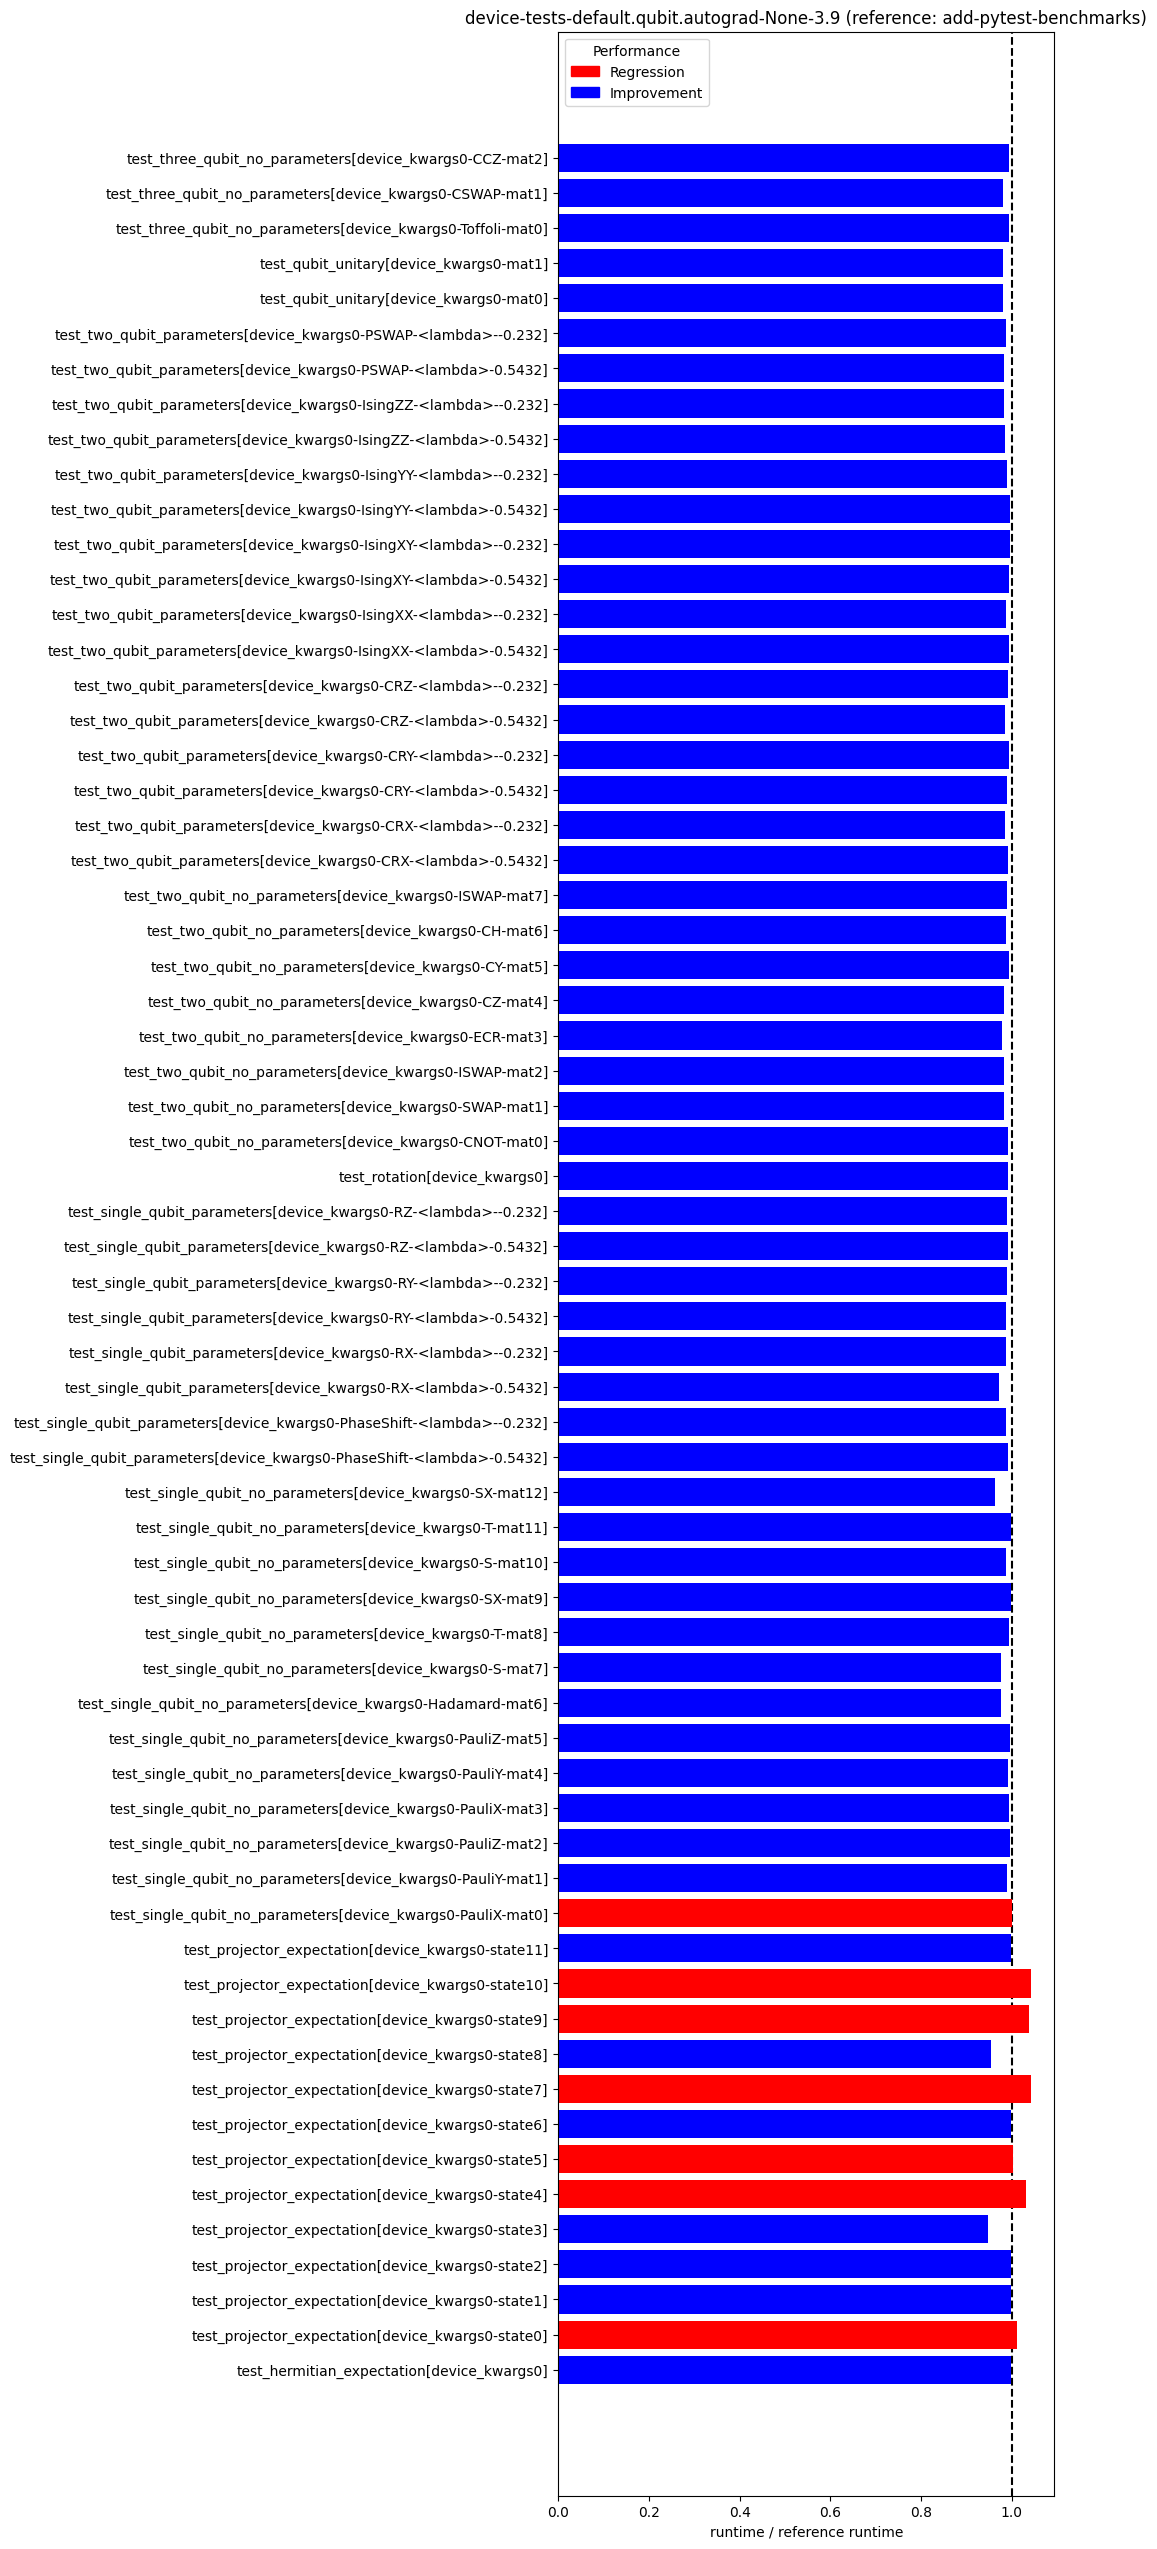 device-tests-default.qubit.autograd-None-3.9 (reference: add-pytest-benchmarks)
Performance
Regression
Improvement
test_three_qubit_no_parameters[device_kwargs0-CCZ-mat2]
test_three_qubit_no_parameters[device_kwargs0-CSWAP-mat1]
test_three_qubit_no_parameters[device_kwargs0-Toffoli-mat0]
test_qubit_unitary[device_kwargs0-mat1]
test_qubit_unitary[device_kwargs0-mat0]
test_two_qubit_parameters[device_kwargs0-PSWAP-<lambda>--0.232]
test_two_qubit_parameters[device_kwargs0-PSWAP-<lambda>-0.5432]
test_two_qubit_parameters[device_kwargs0-IsingZZ-<lambda>--0.232]
test_two_qubit_parameters[device_kwargs0-IsingZZ-<lambda>-0.5432]
test_two_qubit_parameters[device_kwargs0-IsingYY-<lambda>--0.232]
test_two_qubit_parameters[device_kwargs0-IsingYY-<lambda>-0.5432]
test_two_qubit_parameters[device_kwargs0-IsingXY-<lambda>--0.232]
test_two_qubit_parameters[device_kwargs0-IsingXY-<lambda>-0.5432]
test_two_qubit_parameters[device_kwargs0-IsingXX-<lambda>--0.232]
test_two_qubit_parameters[device_kwargs0-IsingXX-<lambda>-0.5432]
test_two_qubit_parameters[device_kwargs0-CRZ-<lambda>--0.232]
test_two_qubit_parameters[device_kwargs0-CRZ-<lambda>-0.5432]
test_two_qubit_parameters[device_kwargs0-CRY-<lambda>--0.232]
test_two_qubit_parameters[device_kwargs0-CRY-<lambda>-0.5432]
test_two_qubit_parameters[device_kwargs0-CRX-<lambda>--0.232]
test_two_qubit_parameters[device_kwargs0-CRX-<lambda>-0.5432]
test_two_qubit_no_parameters[device_kwargs0-ISWAP-mat7]
test_two_qubit_no_parameters[device_kwargs0-CH-mat6]
test_two_qubit_no_parameters[device_kwargs0-CY-mat5]
test_two_qubit_no_parameters[device_kwargs0-CZ-mat4]
test_two_qubit_no_parameters[device_kwargs0-ECR-mat3]
test_two_qubit_no_parameters[device_kwargs0-ISWAP-mat2]
test_two_qubit_no_parameters[device_kwargs0-SWAP-mat1]
test_two_qubit_no_parameters[device_kwargs0-CNOT-mat0]
test_rotation[device_kwargs0]
test_single_qubit_parameters[device_kwargs0-RZ-<lambda>--0.232]
test_single_qubit_parameters[device_kwargs0-RZ-<lambda>-0.5432]
test_single_qubit_parameters[device_kwargs0-RY-<lambda>--0.232]
test_single_qubit_parameters[device_kwargs0-RY-<lambda>-0.5432]
test_single_qubit_parameters[device_kwargs0-RX-<lambda>--0.232]
test_single_qubit_parameters[device_kwargs0-RX-<lambda>-0.5432]
test_single_qubit_parameters[device_kwargs0-PhaseShift-<lambda>--0.232]
test_single_qubit_parameters[device_kwargs0-PhaseShift-<lambda>-0.5432]
test_single_qubit_no_parameters[device_kwargs0-SX-mat12]
test_single_qubit_no_parameters[device_kwargs0-T-mat11]
test_single_qubit_no_parameters[device_kwargs0-S-mat10]
test_single_qubit_no_parameters[device_kwargs0-SX-mat9]
test_single_qubit_no_parameters[device_kwargs0-T-mat8]
test_single_qubit_no_parameters[device_kwargs0-S-mat7]
test_single_qubit_no_parameters[device_kwargs0-Hadamard-mat6]
test_single_qubit_no_parameters[device_kwargs0-PauliZ-mat5]
test_single_qubit_no_parameters[device_kwargs0-PauliY-mat4]
test_single_qubit_no_parameters[device_kwargs0-PauliX-mat3]
test_single_qubit_no_parameters[device_kwargs0-PauliZ-mat2]
test_single_qubit_no_parameters[device_kwargs0-PauliY-mat1]
test_single_qubit_no_parameters[device_kwargs0-PauliX-mat0]
test_projector_expectation[device_kwargs0-state11]
test_projector_expectation[device_kwargs0-state10]
test_projector_expectation[device_kwargs0-state9]
test_projector_expectation[device_kwargs0-state8]
test_projector_expectation[device_kwargs0-state7]
test_projector_expectation[device_kwargs0-state6]
test_projector_expectation[device_kwargs0-state5]
test_projector_expectation[device_kwargs0-state4]
test_projector_expectation[device_kwargs0-state3]
test_projector_expectation[device_kwargs0-state2]
test_projector_expectation[device_kwargs0-state1]
test_projector_expectation[device_kwargs0-state0]
test_hermitian_expectation[device_kwargs0]
0.0 0.2 0.4 0.6 0.8 1.0
runtime / reference runtime